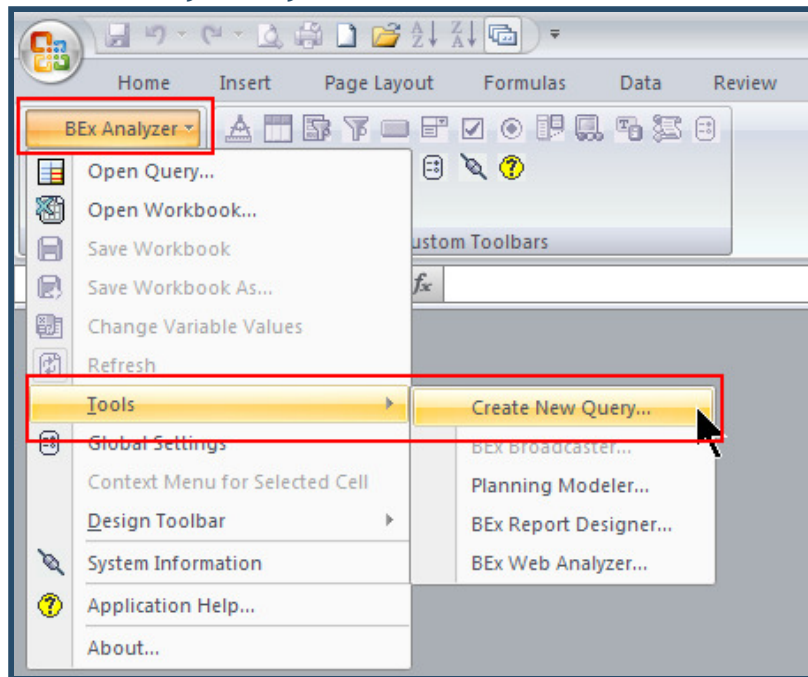 Home Insert Page Layout Formulas Data Review
BEx Analyzer
Open Query...
Open Workbook...
Save Workbook
ustom Toolbars
Save Workbook As...
fx
Change Variable Values
Refresh
Tools
Create New Query...
Global Settings
BEx Broadcaster...
Context Menu for Selected Cell
Planning Modeler...
Design Toolbar
BEx Report Designer...
System Information
BEx Web Analyzer...
Application Help...
About...